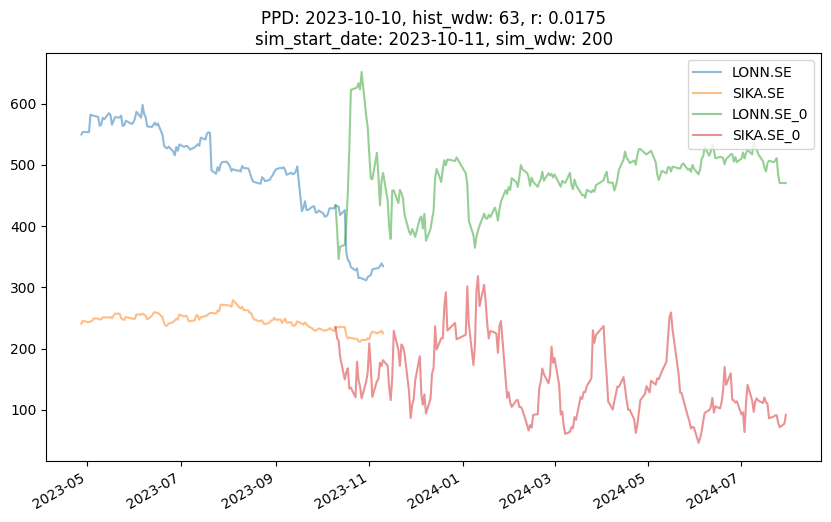 PPD: 2023-10-10, hist_wdw: 63, r: 0.0175
sim_start_date: 2023-10-11, sim_wdw: 200
LONN.SE
SIKA.SE
LONN.SE_0
SIKA.SE_0
600
500
400
300
200
100
2023-05
2023-07
2023-09
2023-11
2024-01
2024-03
2024-05
2024-07